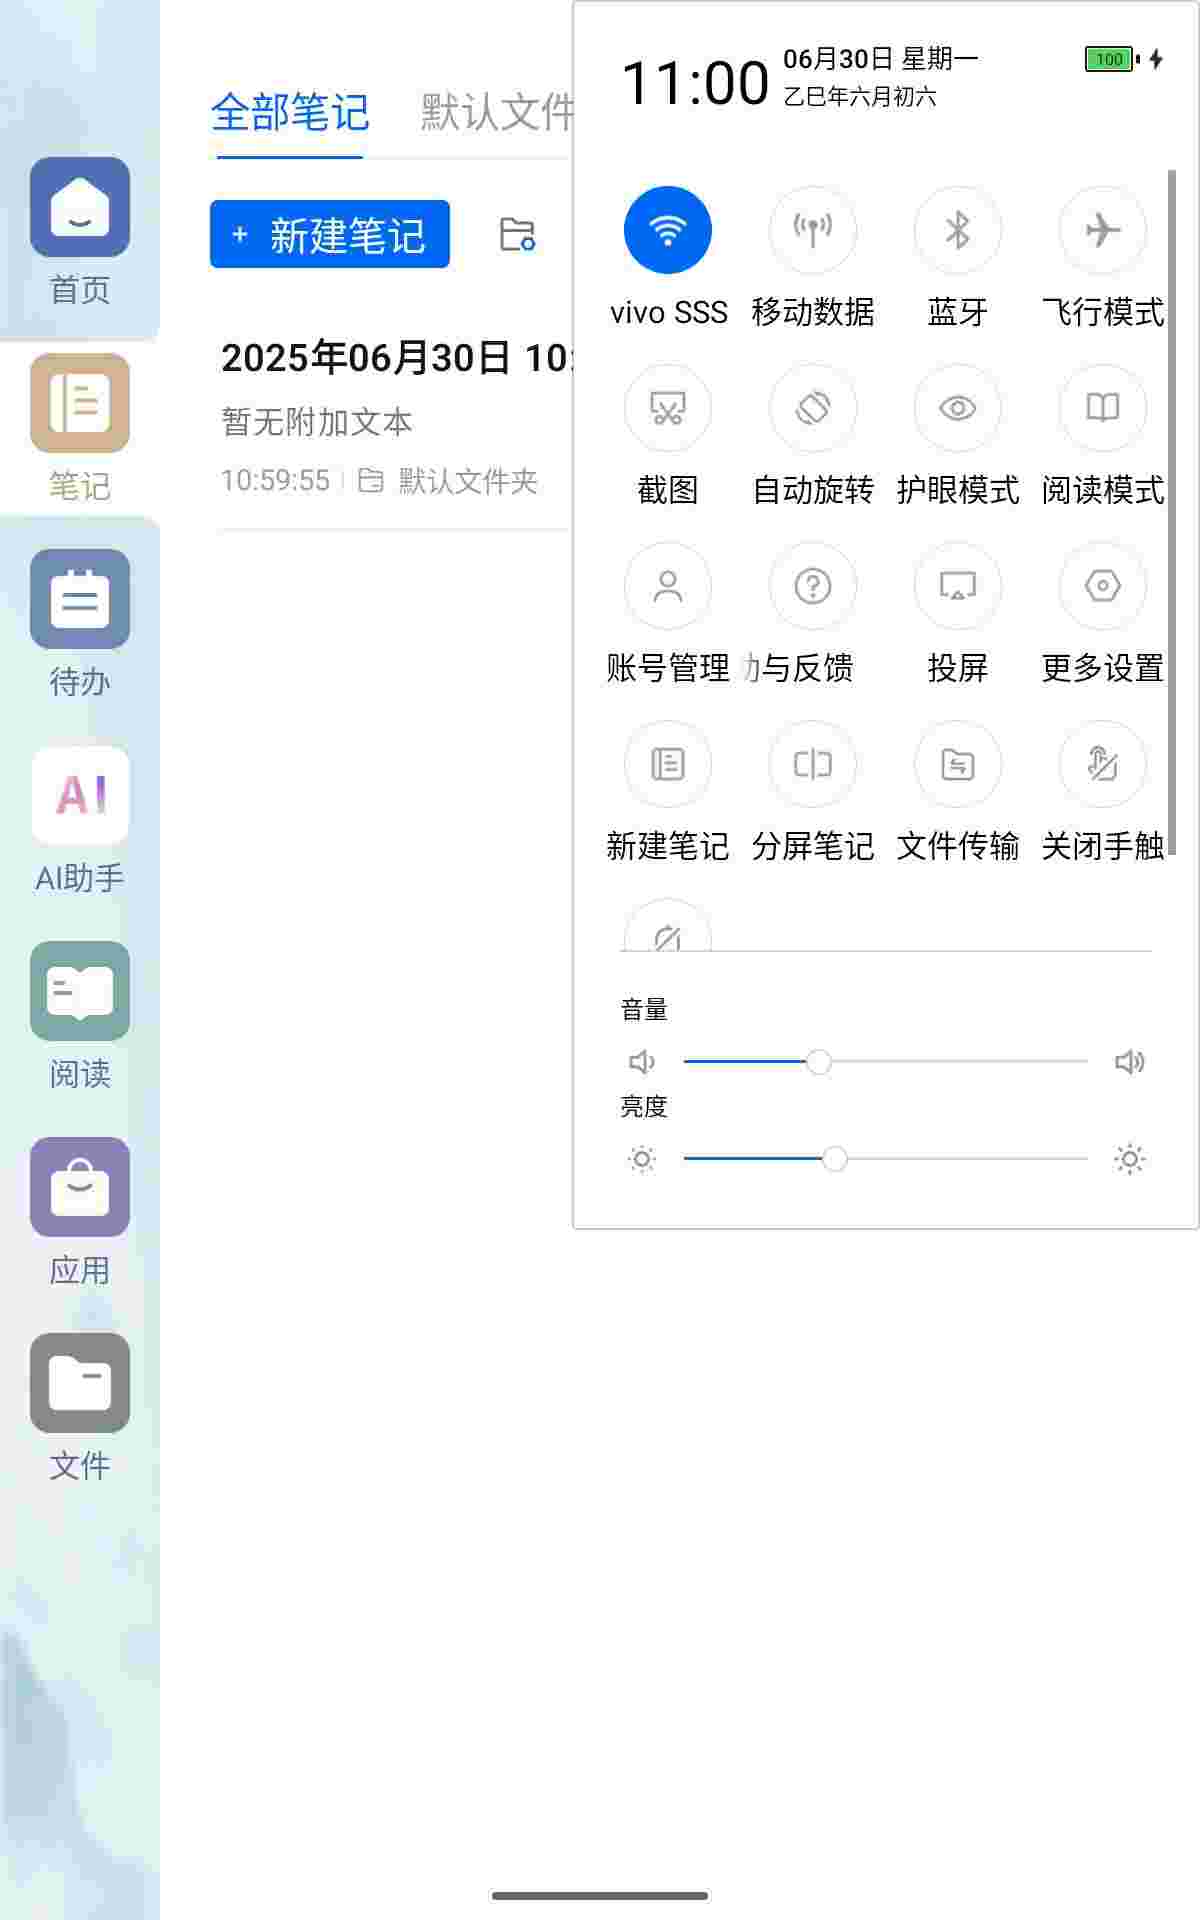 首页
笔记
待办
AI
AI助手
阅读
应用
文件
全部笔记
默认文件
+ 新建笔记
2025年06月30日 10:
暂无附加文本
10:59:55
默认文件夹
11:00
06月30日 星期一
乙巳年六月初六
100
vivo SSS
移动数据
蓝牙
飞行模式
截图
自动旋转
护眼模式
阅读模式
账号管理
与反馈
投屏
更多设置
新建笔记
分屏笔记
文件传输
关闭手触
音量
亮度